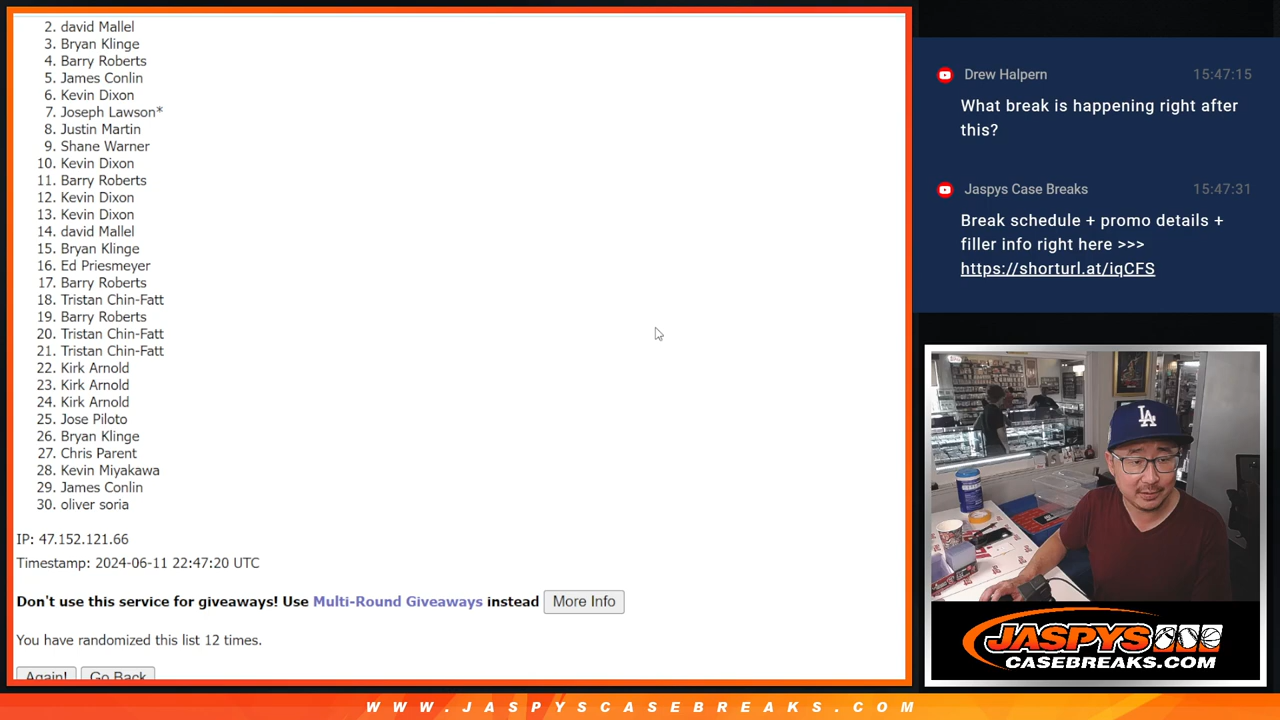 2. david Mallel
3. Bryan Klinge
4. Barry Roberts
5. James Conlin
6. Kevin Dixon
7. Joseph Lawson*
8. Justin Martin
9. Shane Warner
10. Kevin Dixon
11. Barry Roberts
12. Kevin Dixon
13. Kevin Dixon
14. david Mallel
15. Bryan Klinge
16. Ed Priesmeyer
17. Barry Roberts
18. Tristan Chin-Fatt
19. Barry Roberts
20. Tristan Chin-Fatt
21. Tristan Chin-Fatt
22. Kirk Arnold
23. Kirk Arnold
24. Kirk Arnold
25. Jose Piloto
26. Bryan Klinge
27. Chris Parent
28. Kevin Miyakawa
29. James Conlin
30. oliver soria
IP: 47.152.121.66
Timestamp: 2024-06-11 22:47:20 UTC
Don't use this service for giveaways! Use Multi-Round Giveaways instead More Info
You have randomized this list 12 times.
Again! Go Back
Drew Halpern 15:47:15
What break is happening right after
this?
Jaspys Case Breaks 15:47:31
Break schedule + promo details +
filler info right here >>>
https://shorturl.at/iqCFS
LA
JASPYS
CASEBREAKS.COM
WWW.JASPYSCASEBREAKS.COM